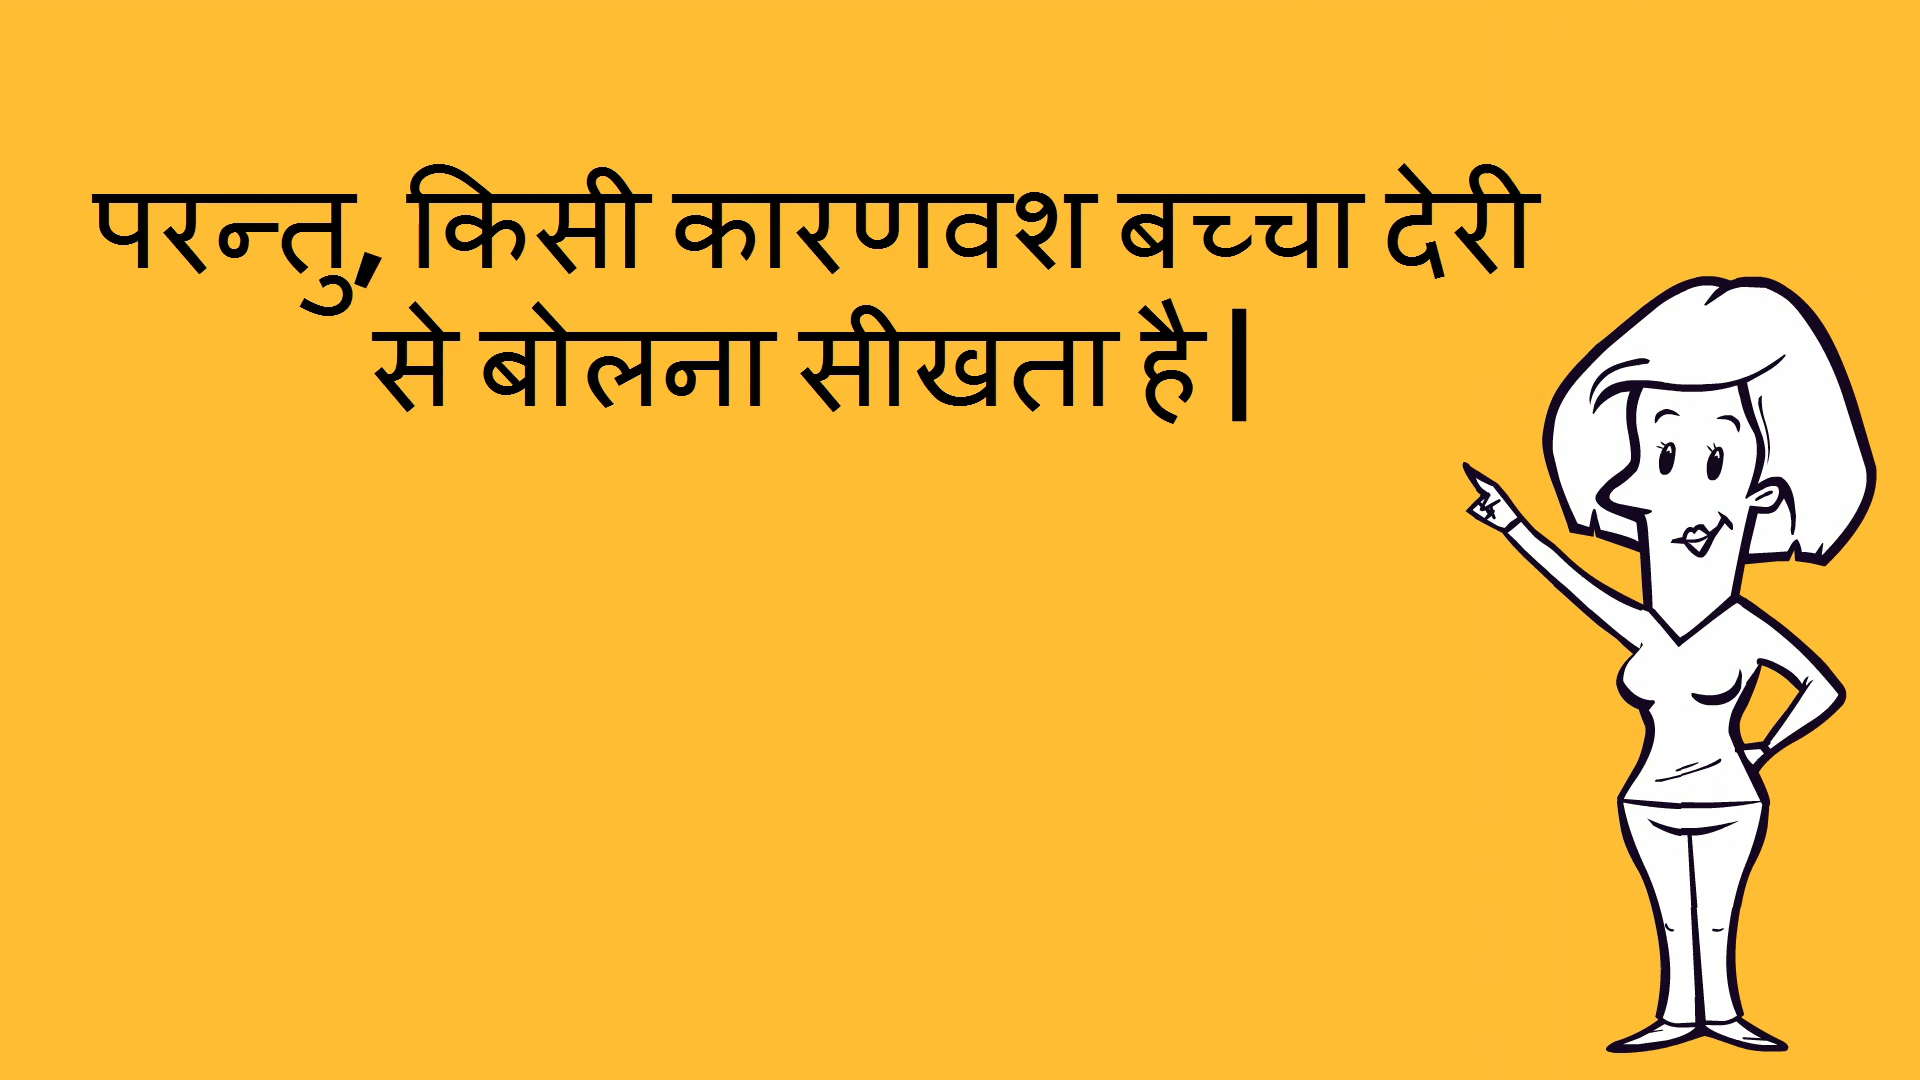 परन्तु, किसी कारणवश बच्चा देरी
से बोलना सीखता है |